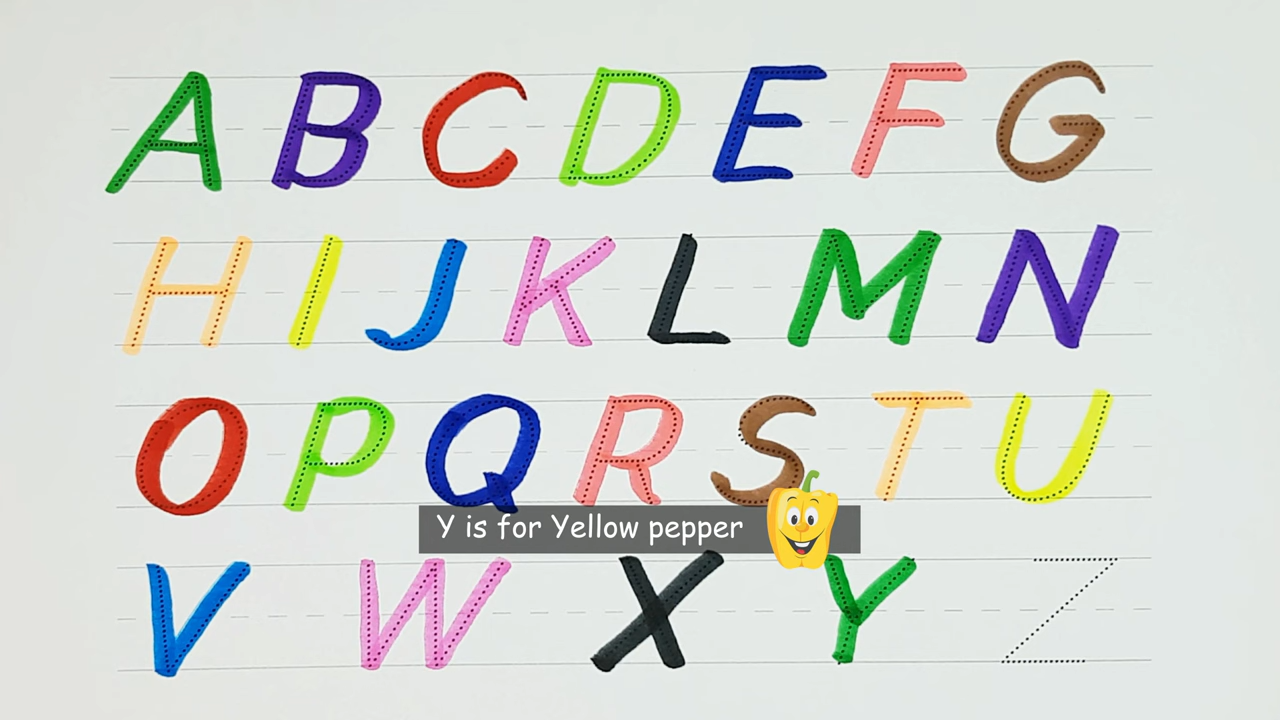 A B C D E F G
H I J K L M N
O P Q R S T U
Y is for Yellow pepper
V W X Y Z